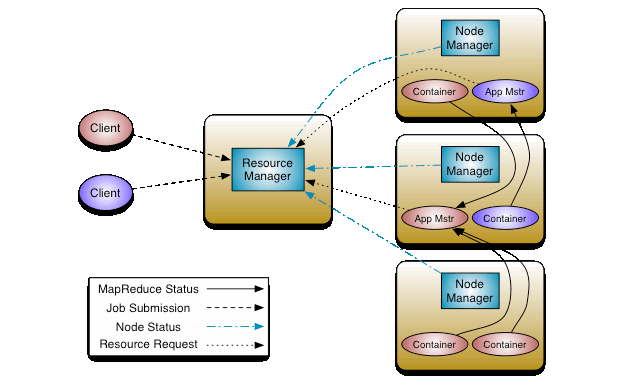 Node
Manager
Container
App Mstr
Client
Client
Resource
Manager
Node
Manager
App Mstr
Container
Node
Manager
Container
Container
MapReduce Status
Job Submission
Node Status
Resource Request